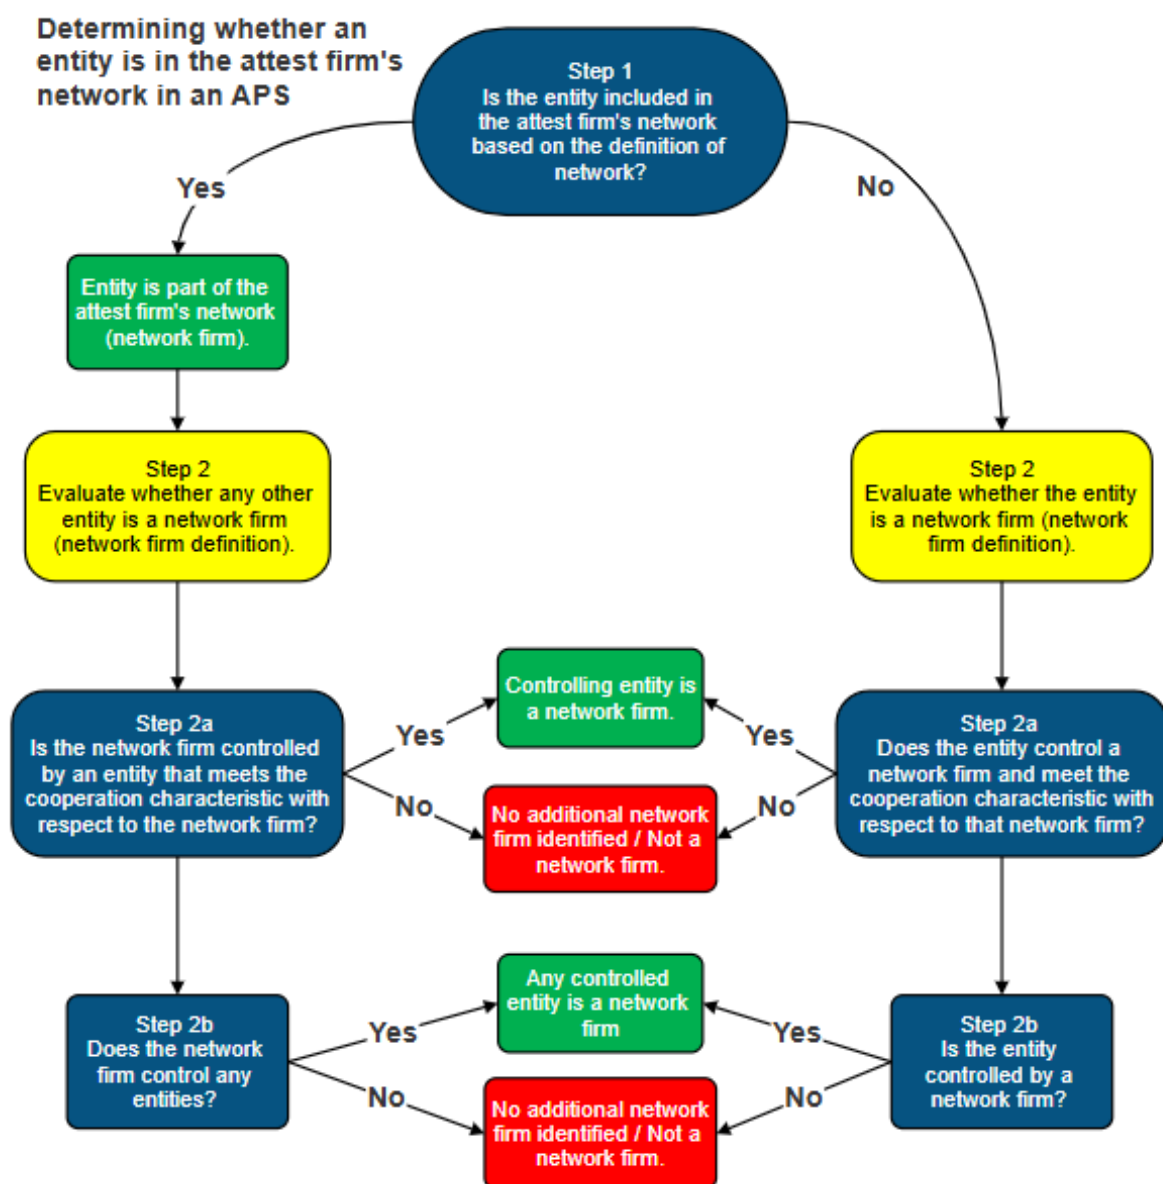 Determining whether an
entity is in the attest firm's
network in an APS
Step 1
Is the entity included in
the attest firm's network
based on the definition of
network?
Yes
No
Entity is part of the
attest firm's network
(network firm).
Step 2
Evaluate whether any other
entity is a network firm
(network firm definition).
Step 2
Evaluate whether the entity
is a network firm (network
firm definition).
Step 2a
Is the network firm controlled
by an entity that meets the
cooperation characteristic with
respect to the network firm?
Yes
No
Controlling entity is
a network firm.
No additional network
firm identified / Not a
network firm.
Yes
No
Step 2a
Does the entity control a
network firm and meet the
cooperation characteristic with
respect to that network firm?
Step 2b
Does the network
firm control any
entities?
Yes
No
Any controlled
entity is a network
firm
No additional network
firm identified / Not a
network firm.
Yes
No
Step 2b
Is the entity
controlled by a
network firm?